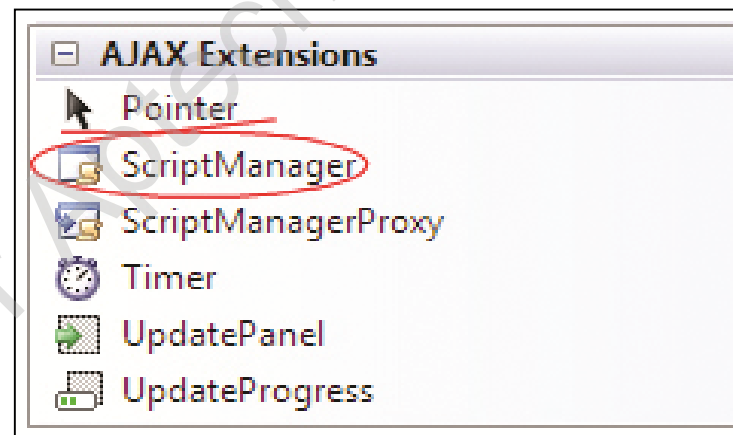 AJAX Extensions
Pointer
ScriptManager
ScriptManagerProxy
Timer
UpdatePanel
UpdateProgress